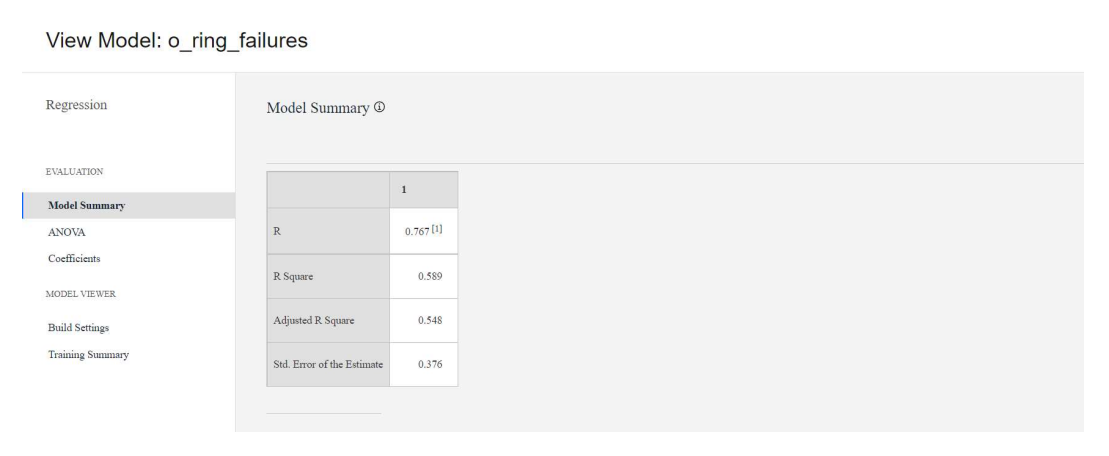 View Model: o_ring_failures
Regression
EVALUATION
Model Summary
ANOVA
Coefficients
MODEL VIEWER
Build Settings
Training Summary
Model Summary ⓘ
1
R 0.767 [1]
R Square 0.589
Adjusted R Square 0.548
Std. Error of the Estimate 0.376